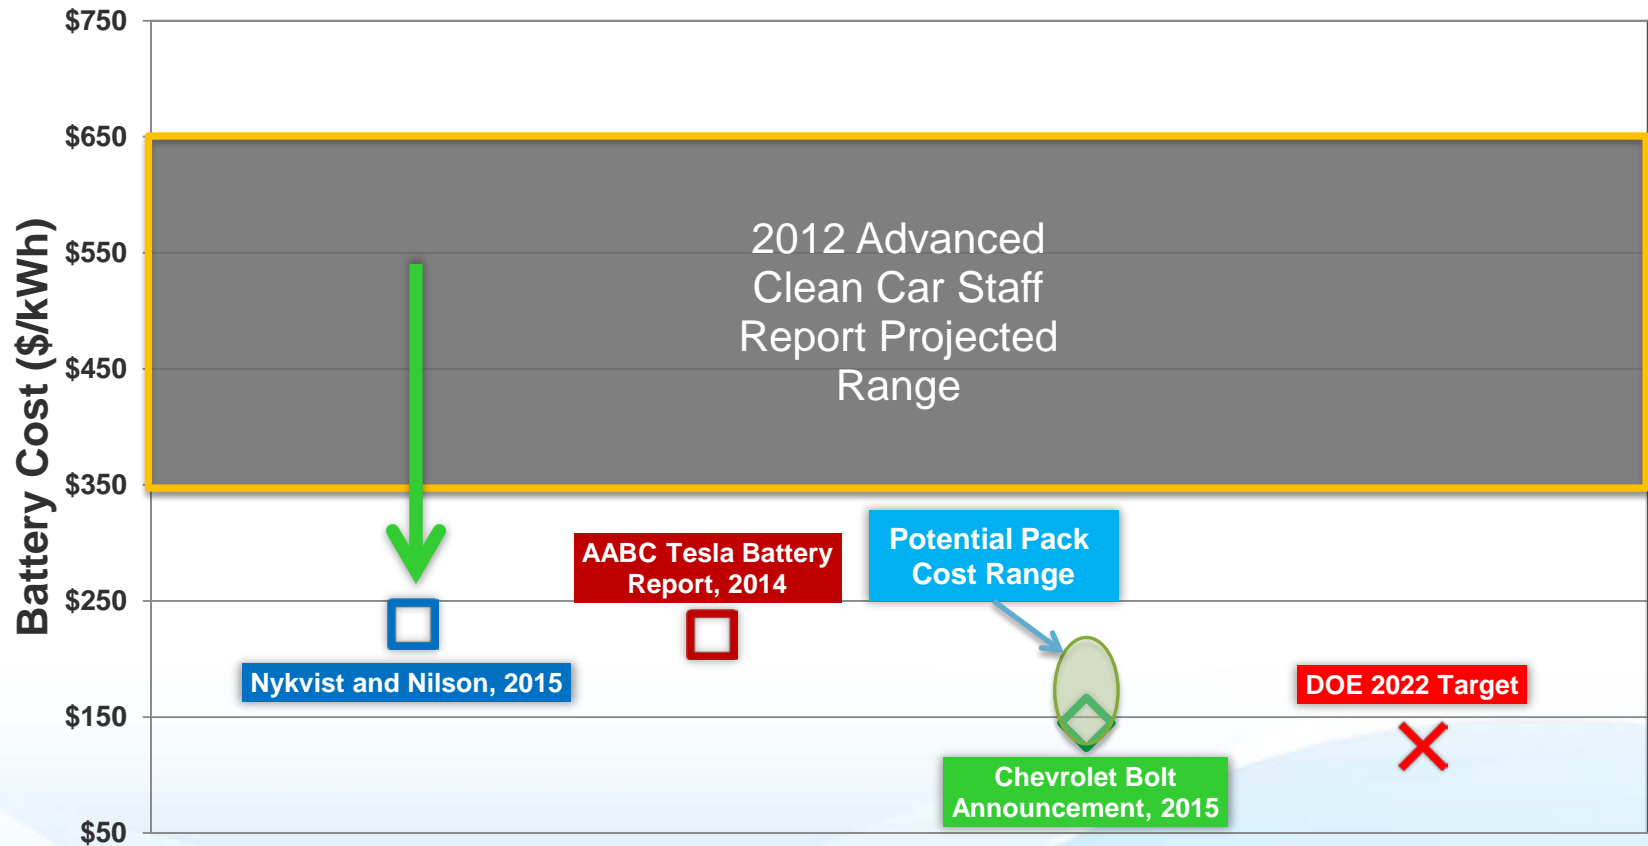 $750
$650
$550
$450
$350
$250
$150
$50
Battery Cost ($/kWh)
2012 Advanced
Clean Car Staff
Report Projected
Range
AABC Tesla Battery
Report, 2014
Potential Pack
Cost Range
Nykvist and Nilson, 2015
DOE 2022 Target
Chevrolet Bolt
Announcement, 2015